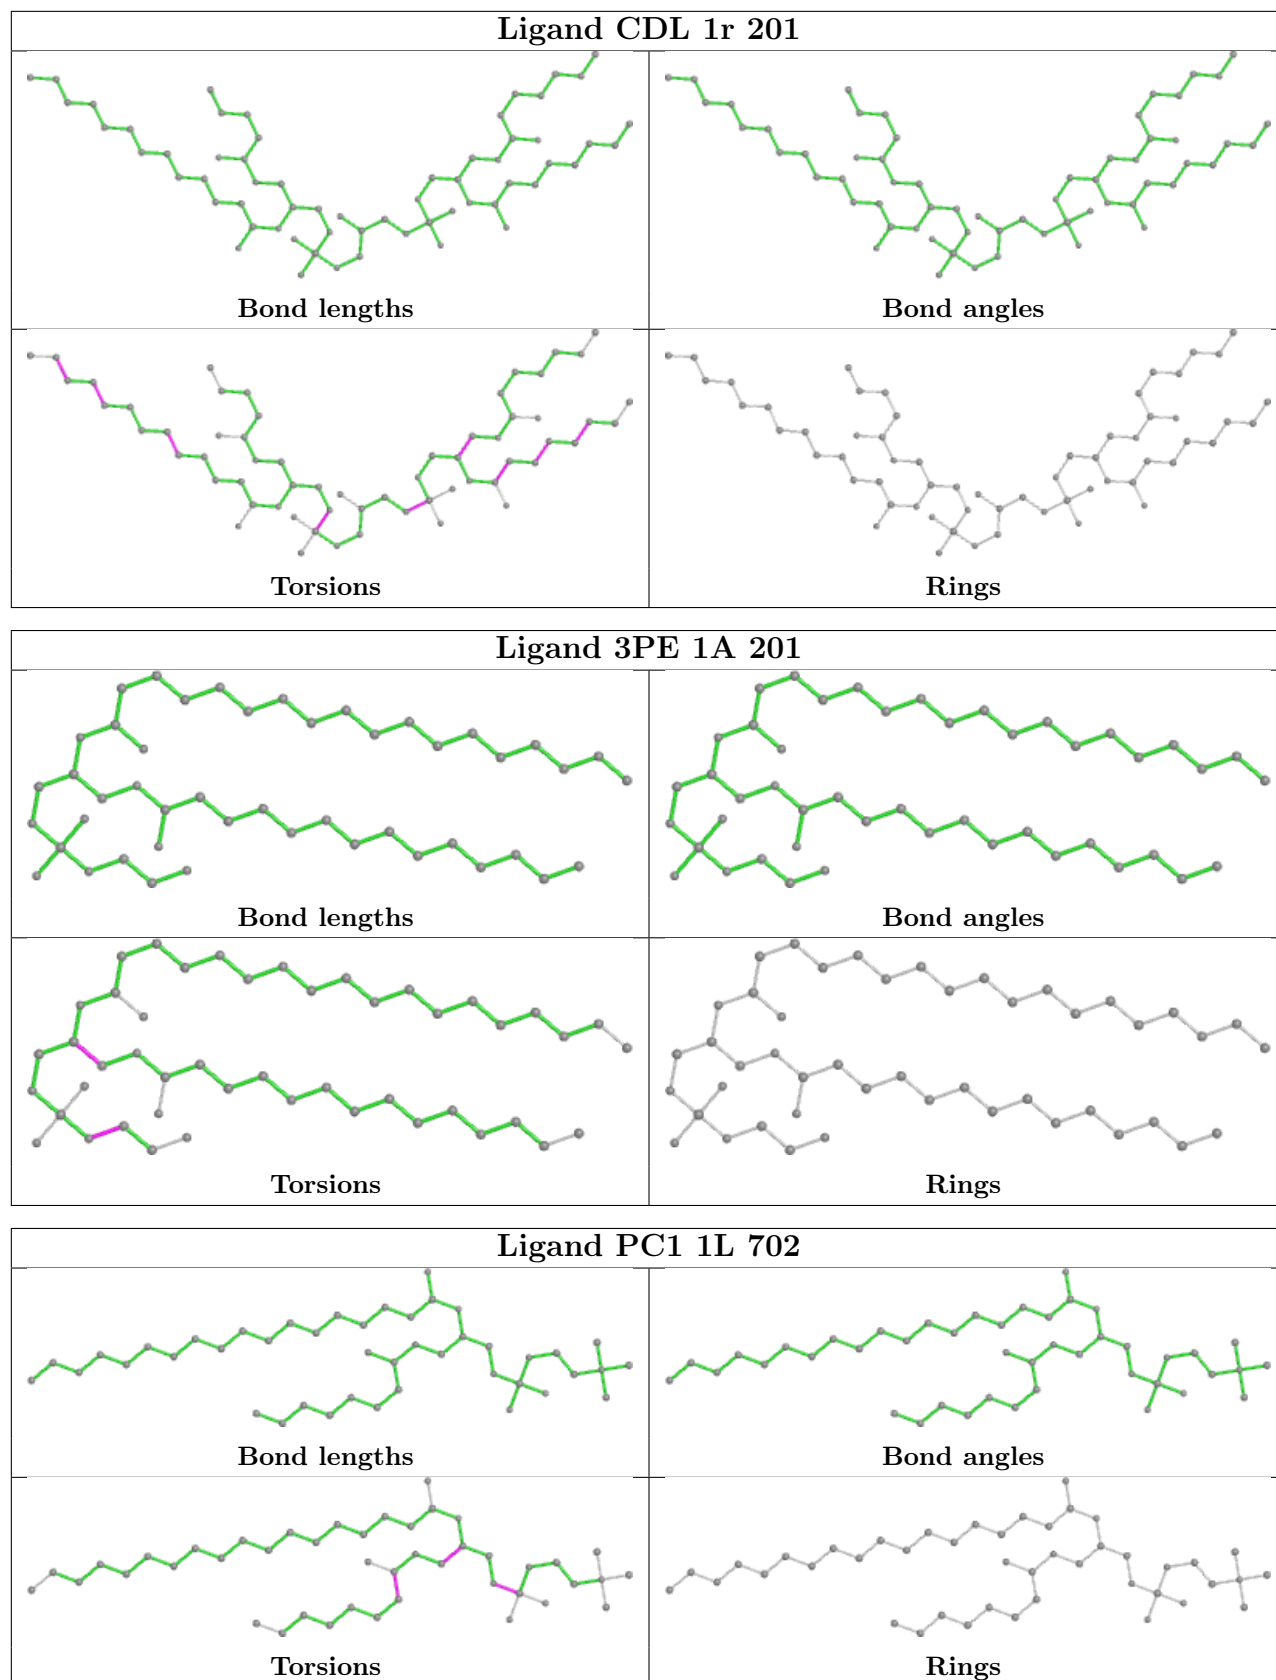 Ligand CDL 1r 201
Bond lengths
Bond angles
Torsions
Rings
Ligand 3PE 1A 201
Bond lengths
Bond angles
Torsions
Rings
Ligand PC1 1L 702
Bond lengths
Bond angles
Torsions
Rings